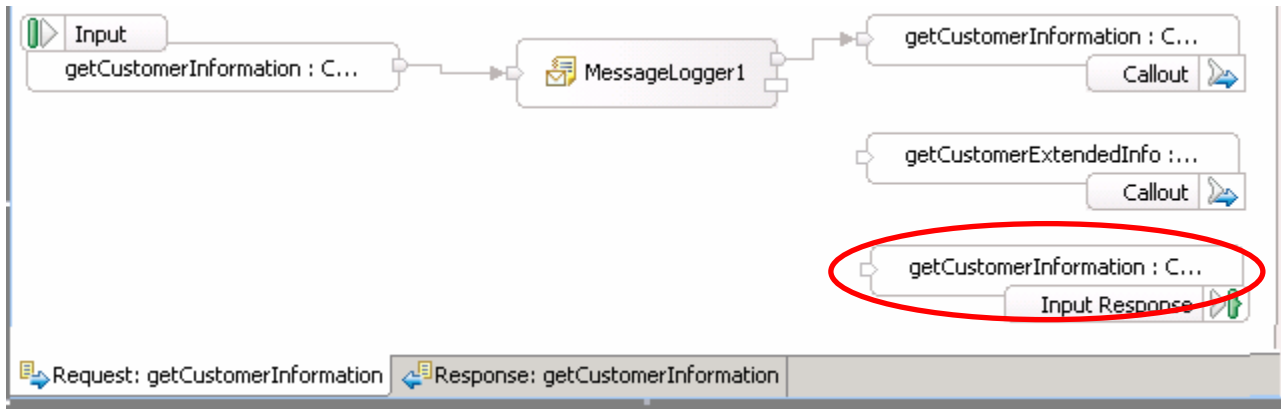 Input
getCustomerInformation : C...
MessageLogger1
getCustomerInformation : C...
Callout
getCustomerExtendedInfo :...
Callout
getCustomerInformation : C...
Input Response
Request: getCustomerInformation
Response: getCustomerInformation